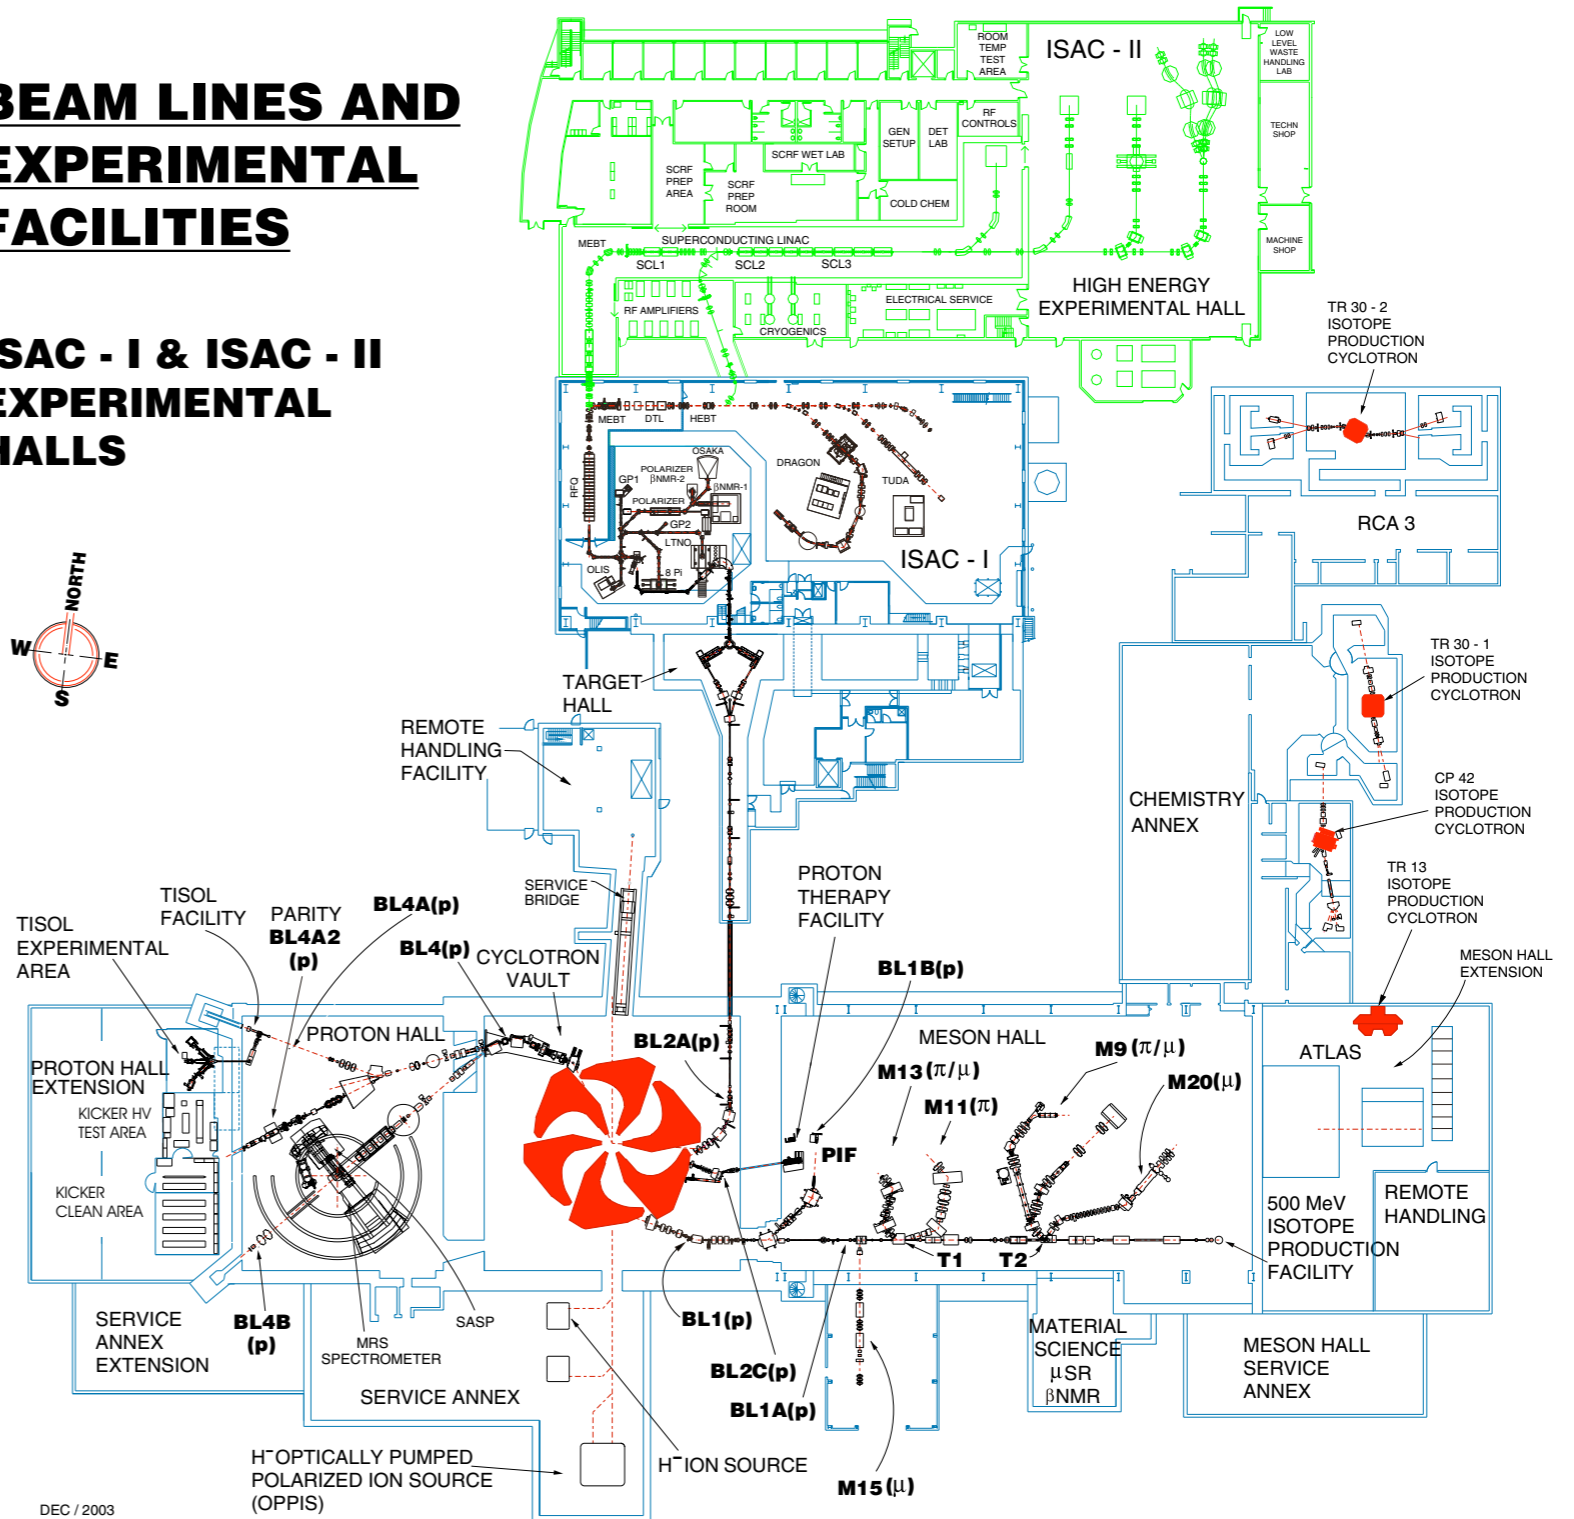 BEAM LINES AND
EXPERIMENTAL
FACILITIES
ISAC - I & ISAC - II
EXPERIMENTAL
HALLS
NORTH
W
E
S
ROOM
TEMP
TEST
AREA
ISAC - II
LOW
LEVEL
WASTE
HANDLING
LAB
RF
CONTROLS
GEN
SETUP
DET
LAB
TECHN
SHOP
SCRF WET LAB
SCRF
PREP
AREA
SCRF
PREP
ROOM
COLD CHEM
MEBT
SUPERCONDUCTING LINAC
SCL1
SCL2
SCL3
MACHINE
SHOP
HIGH ENERGY
EXPERIMENTAL HALL
RF AMPLIFIERS
CRYOGENICS
ELECTRICAL SERVICE
TR 30 - 2
ISOTOPE
PRODUCTION
CYCLOTRON
MEBT
DTL
HEBT
RFQ
OSAKA
POLARIZER
βNMR-2
GP1
βNMR-1
POLARIZER
GP2
LTNO
OLIS
8 Pi
DRAGON
TUDA
ISAC - I
RCA 3
TR 30 - 1
ISOTOPE
PRODUCTION
CYCLOTRON
TARGET
HALL
REMOTE
HANDLING
FACILITY
CHEMISTRY
ANNEX
CP 42
ISOTOPE
PRODUCTION
CYCLOTRON
TR 13
ISOTOPE
PRODUCTION
CYCLOTRON
MESON HALL
EXTENSION
SERVICE
BRIDGE
PROTON
THERAPY
FACILITY
TISOL
EXPERIMENTAL
AREA
TISOL
FACILITY
PARITY
BL4A2
(p)
BL4A(p)
BL4(p)
CYCLOTRON
VAULT
BL1B(p)
PROTON HALL
PROTON HALL
EXTENSION
KICKER HV
TEST AREA
KICKER
CLEAN AREA
BL2A(p)
MESON HALL
M13 (π/μ)
M11(π)
M9 (π/μ)
M20(μ)
ATLAS
PIF
T1
T2
500 MeV
ISOTOPE
PRODUCTION
FACILITY
REMOTE
HANDLING
SERVICE
ANNEX
EXTENSION
BL4B
(p)
MRS
SPECTROMETER
SASP
SERVICE ANNEX
BL1(p)
BL2C(p)
BL1A(p)
MATERIAL
SCIENCE
μSR
βNMR
MESON HALL
SERVICE
ANNEX
H⁻OPTICALLY PUMPED
POLARIZED ION SOURCE
(OPPIS)
H⁻ION SOURCE
M15(μ)
DEC / 2003